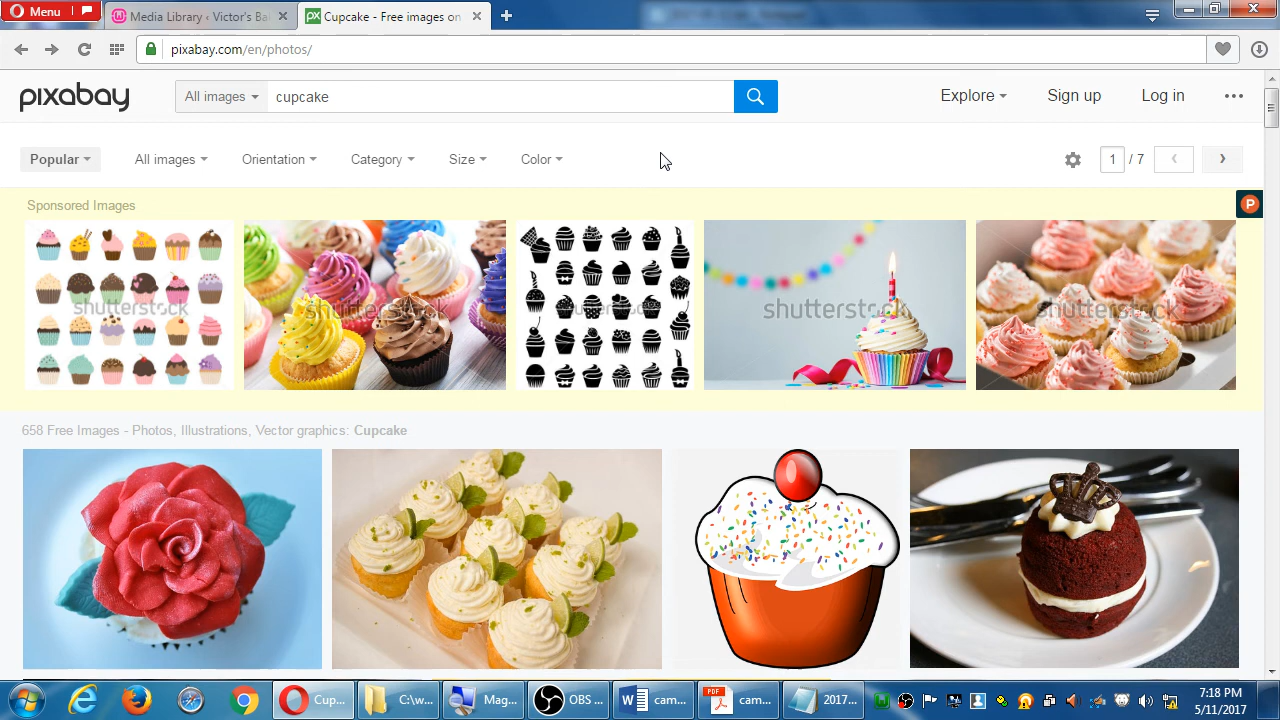 Menu
Media Library ‹ Victor's Ba
Cupcake - Free images on
pixabay.com/en/photos/
pixabay
All images
cupcake
Explore
Sign up
Log in
Popular
All images
Orientation
Category
Size
Color
1 / 7
Sponsored Images
P
shutterstock
shutterstock
shutterstock
shutterstock
shutterstock
658 Free Images - Photos, Illustrations, Vector graphics: Cupcake
Cup...
C:\w...
Mag...
OBS ...
cam...
cam...
2017...
7:18 PM
5/11/2017